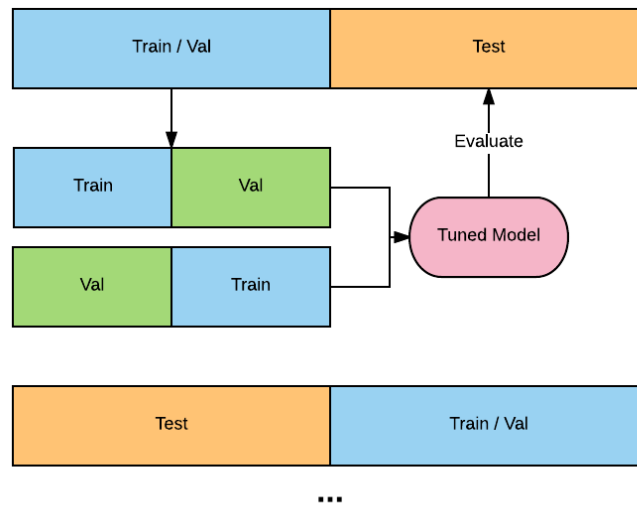 Train / Val
Test
Evaluate
Train
Val
Tuned Model
Val
Train
Test
Train / Val
...